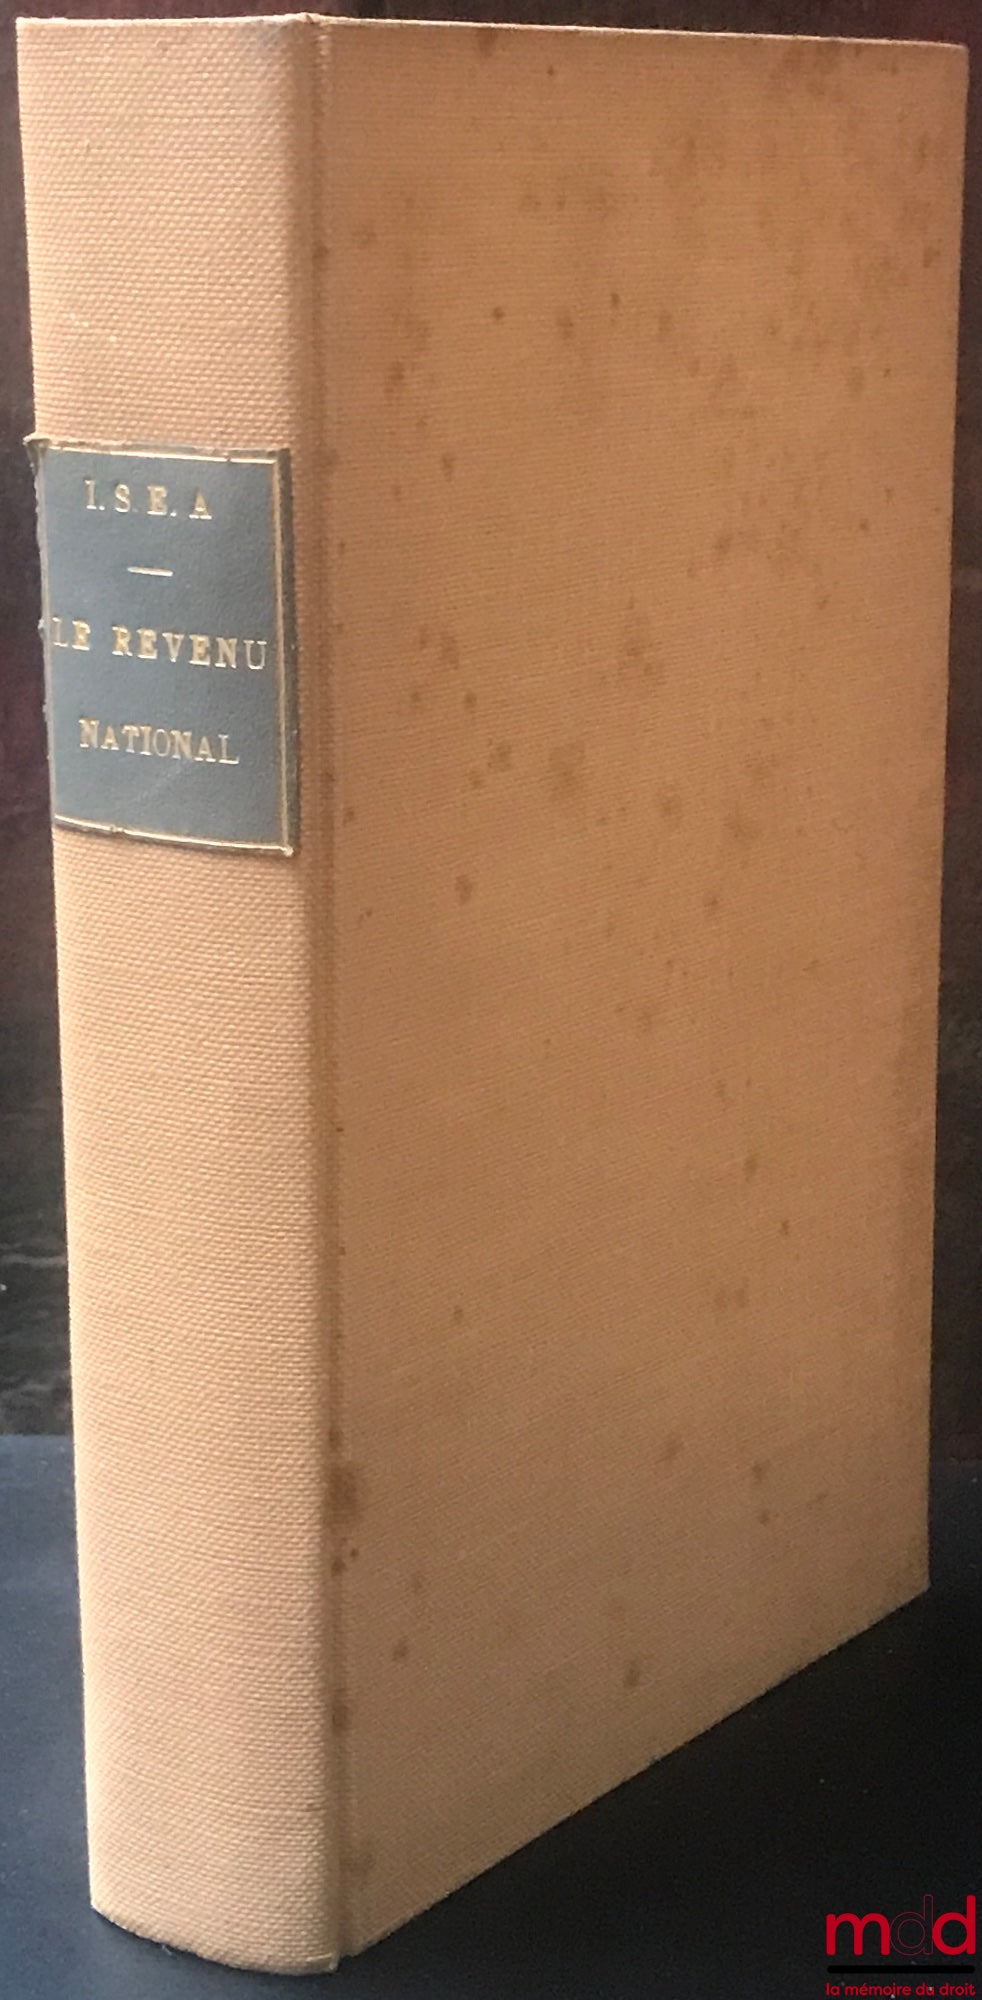 I. S. E. A
LE REVENU
NATIONAL
mdd
la mémoire du droit